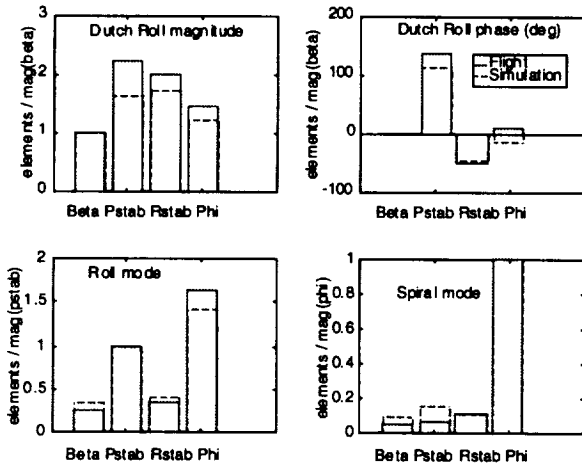 Dutch Roll magnitude
3
2
1
0
elements / mag(beta)
Beta Pstab Rstab Phi
Dutch Roll phase (deg)
200
100
0
-100
elements / mag(beta)
Flight
Simulation
Beta Pstab Rstab Phi
Roll mode
2
1.5
1
0.5
0
elements / mag(pstab)
Beta Pstab Rstab Phi
Spiral mode
1
0.8
0.6
0.4
0.2
0
elements / mag(phi)
Beta Pstab Rstab Phi